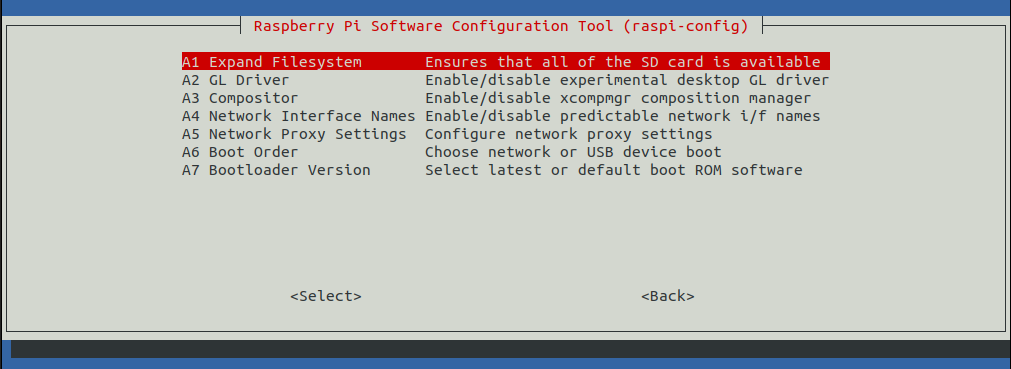 Raspberry Pi Software Configuration Tool (raspi-config)
A1 Expand Filesystem Ensures that all of the SD card is available
A2 GL Driver Enable/disable experimental desktop GL driver
A3 Compositor Enable/disable xcompmgr composition manager
A4 Network Interface Names Enable/disable predictable network i/f names
A5 Network Proxy Settings Configure network proxy settings
A6 Boot Order Choose network or USB device boot
A7 Bootloader Version Select latest or default boot ROM software
<Select> <Back>